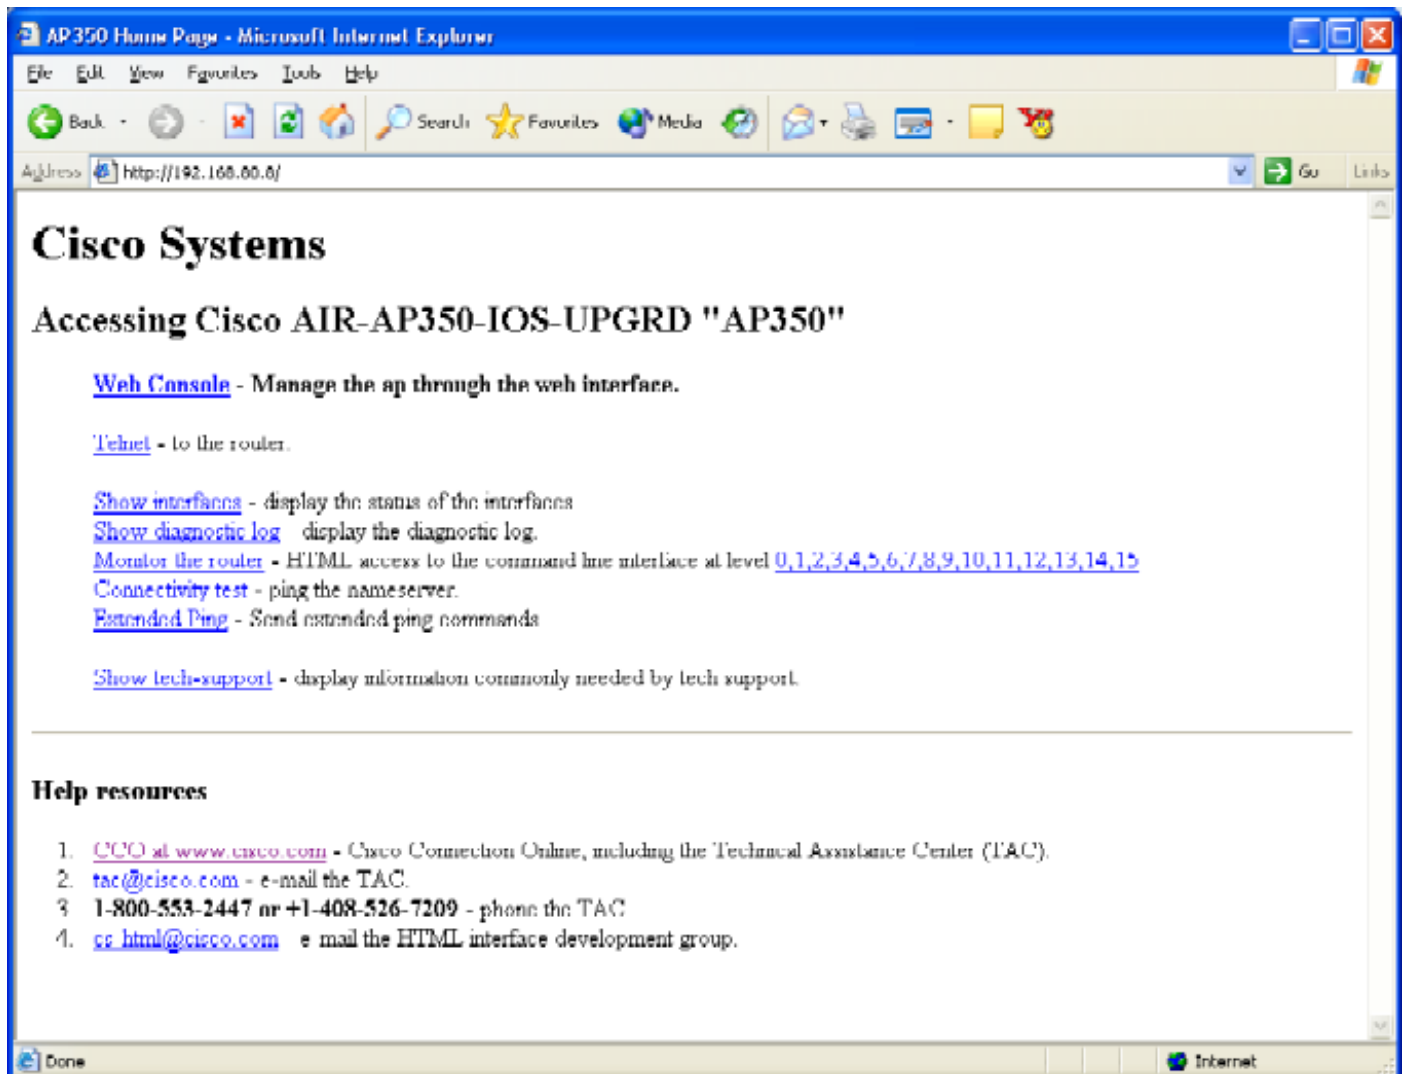 AP350 Home Page - Microsoft Internet Explorer
File Edit View Favorites Tools Help
Back Search Favorites Media
Address http://192.168.80.8/ Go Links
Cisco Systems
Accessing Cisco AIR-AP350-IOS-UPGRD "AP350"
Web Console - Manage the ap through the web interface.
Telnet - to the router.
Show interfaces - display the status of the interfaces
Show diagnostic log - display the diagnostic log.
Monitor the router - HTML access to the command line interface at level 0,1,2,3,4,5,6,7,8,9,10,11,12,13,14,15
Connectivity test - ping the nameserver.
Extended Ping - Send extended ping commands
Show tech-support - display information commonly needed by tech support.
Help resources
1. CCO at www.cisco.com - Cisco Connection Online, including the Technical Assistance Center (TAC).
2. tac@cisco.com - e-mail the TAC.
3. 1-800-553-2447 or +1-408-526-7209 - phone the TAC
4. cs-html@cisco.com - e-mail the HTML interface development group.
Done Internet